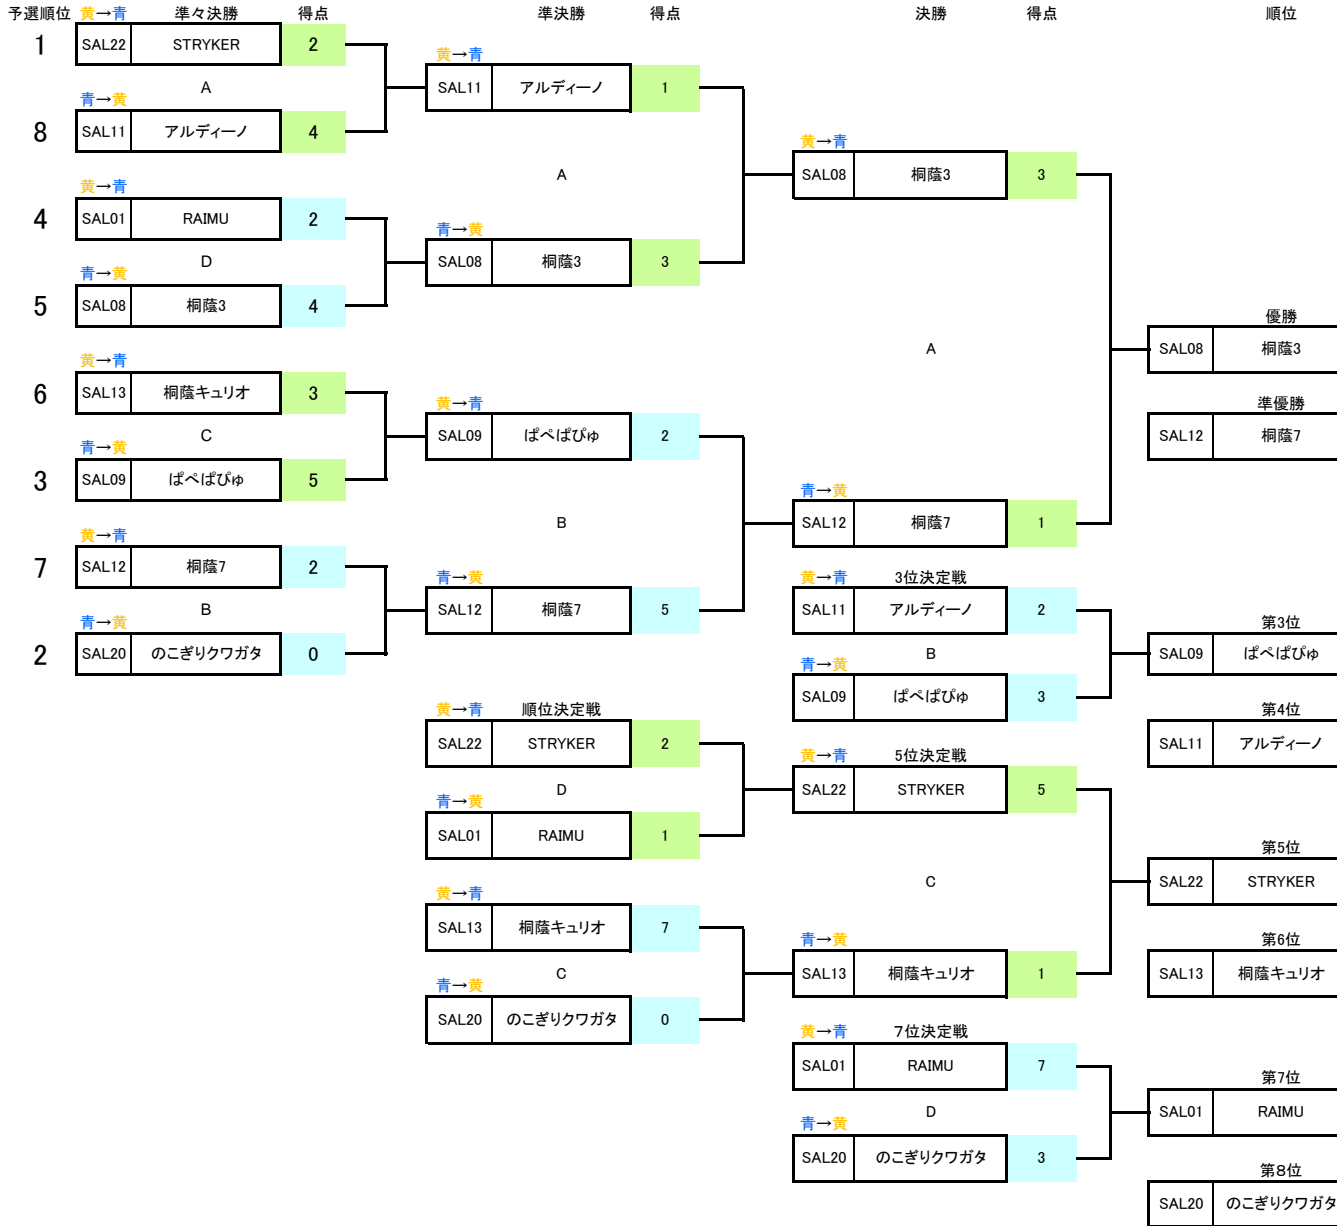 予選順位 黄→青 準々決勝 得点 準決勝 得点 決勝 得点 順位
1 SAL22 STRYKER 2
A
青→黄
8 SAL11 アルディーノ 4
黄→青
SAL11 アルディーノ 1
黄→青
4 SAL01 RAIMU 2
D
青→黄
5 SAL08 桐蔭3 4
A
青→黄
SAL08 桐蔭3 3
黄→青
SAL08 桐蔭3 3
黄→青
6 SAL13 桐蔭キュリオ 3
C
青→黄
3 SAL09 ぱぺぱぴゅ 5
黄→青
SAL09 ぱぺぱぴゅ 2
黄→青
7 SAL12 桐蔭7 2
B
青→黄
2 SAL20 のこぎりクワガタ 0
B
青→黄
SAL12 桐蔭7 5
A
青→黄
SAL12 桐蔭7 1
優勝
SAL08 桐蔭3
準優勝
SAL12 桐蔭7
黄→青 3位決定戦
SAL11 アルディーノ 2
B
青→黄
SAL09 ぱぺぱぴゅ 3
第3位
SAL09 ぱぺぱぴゅ
第4位
SAL11 アルディーノ
黄→青 順位決定戦
SAL22 STRYKER 2
D
青→黄
SAL01 RAIMU 1
黄→青
SAL13 桐蔭キュリオ 7
C
青→黄
SAL20 のこぎりクワガタ 0
黄→青 5位決定戦
SAL22 STRYKER 5
C
青→黄
SAL13 桐蔭キュリオ 1
第5位
SAL22 STRYKER
第6位
SAL13 桐蔭キュリオ
黄→青 7位決定戦
SAL01 RAIMU 7
D
青→黄
SAL20 のこぎりクワガタ 3
第7位
SAL01 RAIMU
第8位
SAL20 のこぎりクワガタ